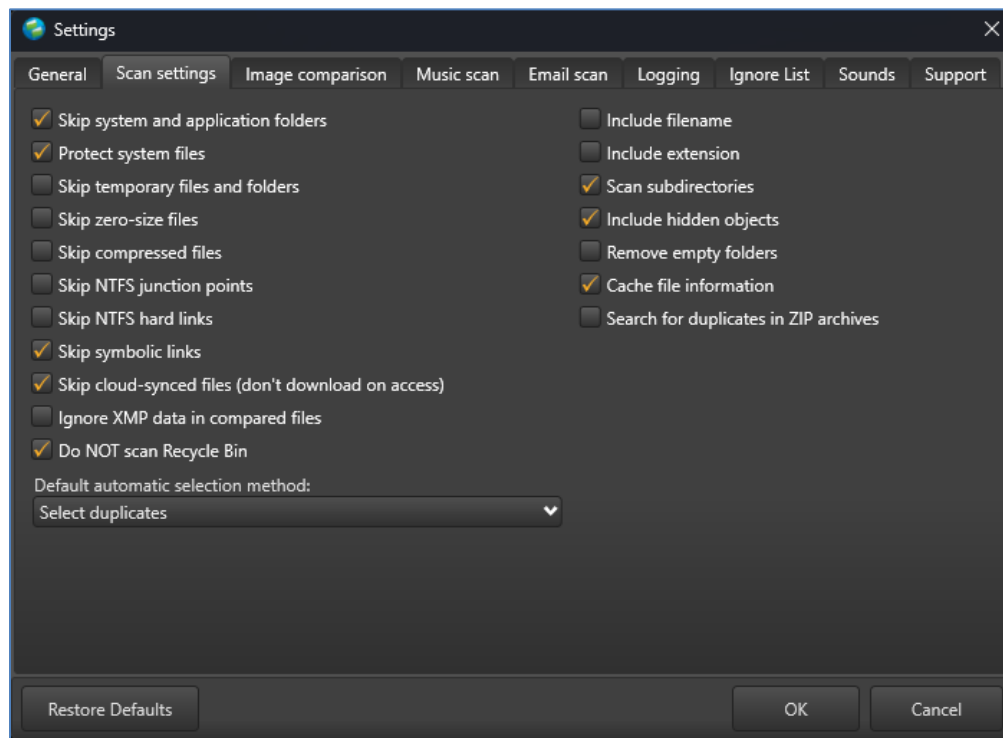 Settings
General Scan settings Image comparison Music scan Email scan Logging Ignore List Sounds Support
Skip system and application folders
Protect system files
Skip temporary files and folders
Skip zero-size files
Skip compressed files
Skip NTFS junction points
Skip NTFS hard links
Skip symbolic links
Skip cloud-synced files (don't download on access)
Ignore XMP data in compared files
Do NOT scan Recycle Bin
Default automatic selection method:
Select duplicates
Include filename
Include extension
Scan subdirectories
Include hidden objects
Remove empty folders
Cache file information
Search for duplicates in ZIP archives
Restore Defaults OK Cancel